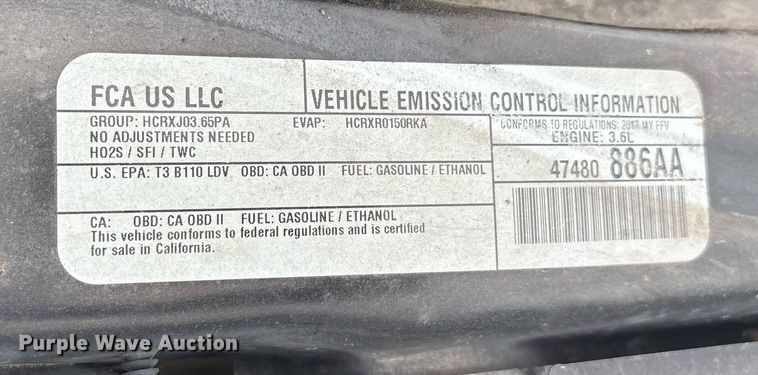 FCA US LLC
VEHICLE EMISSION CONTROL INFORMATION
GROUP: HCRXJ03.65PA EVAP: HCRXR0150RKA
NO ADJUSTMENTS NEEDED
HO2S / SFI / TWC
CONFORMS TO REGULATIONS: 2017 MY FFV
ENGINE: 3.6L
U.S. EPA: T3 B110 LDV OBD: CA OBD II FUEL: GASOLINE / ETHANOL
47480 886AA
CA: OBD: CA OBD II FUEL: GASOLINE / ETHANOL
This vehicle conforms to federal regulations and is certified
for sale in California.
Purple Wave Auction